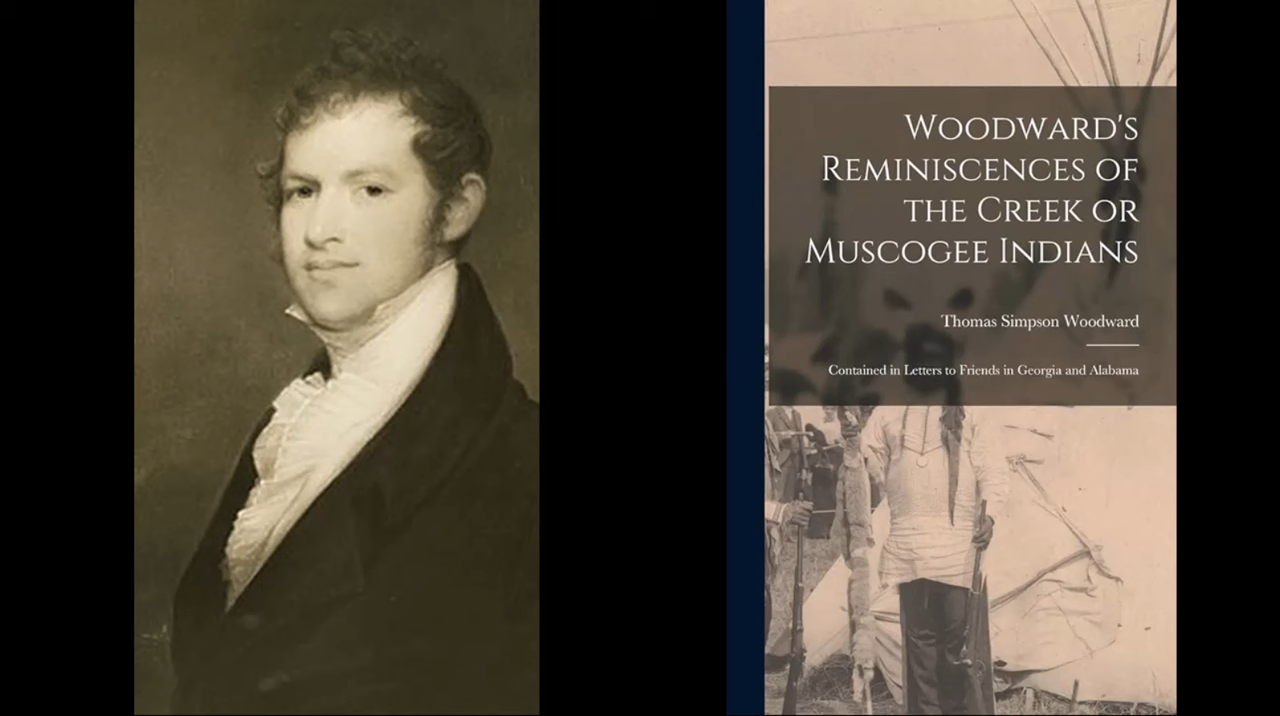 WOODWARD'S
REMINISCENCES OF
THE CREEK OR
MUSCOGEE INDIANS
Thomas Simpson Woodward
Contained in Letters to Friends in Georgia and Alabama